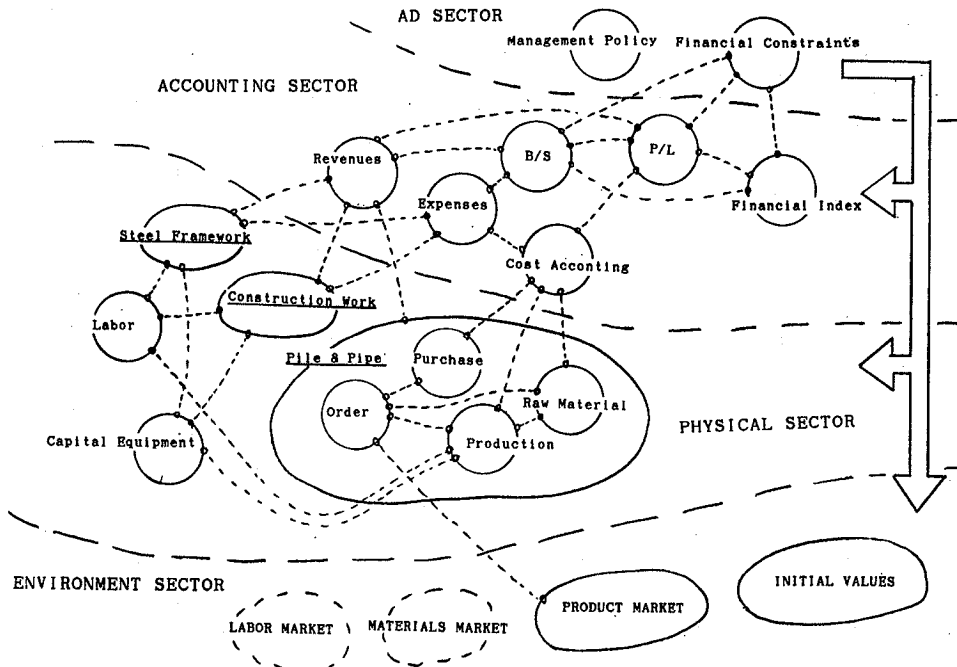 AD SECTOR
Management Policy
Financial Constraints
ACCOUNTING SECTOR
Revenues
B/S
P/L
Expenses
Financial Index
Steel Framework
Cost Acconting
Construction Work
Labor
Pile & Pipe
Purchase
Order
Raw Material
Production
Capital Equipment
PHYSICAL SECTOR
ENVIRONMENT SECTOR
INITIAL VALUES
PRODUCT MARKET
LABOR MARKET
MATERIALS MARKET